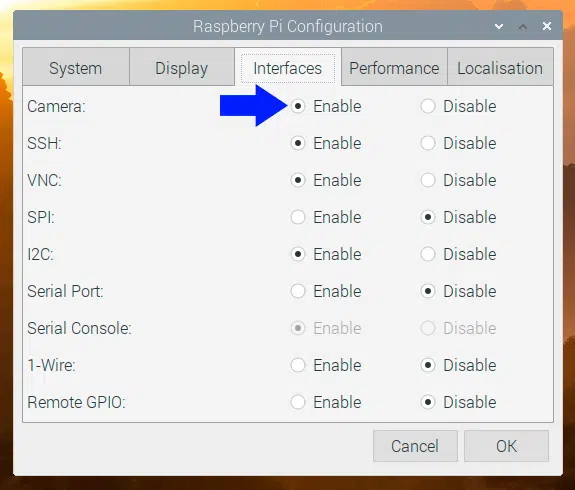 Raspberry Pi Configuration
System Display Interfaces Performance Localisation
Camera: Enable Disable
SSH: Enable Disable
VNC: Enable Disable
SPI: Enable Disable
I2C: Enable Disable
Serial Port: Enable Disable
Serial Console: Enable Disable
1-Wire: Enable Disable
Remote GPIO: Enable Disable
Cancel OK